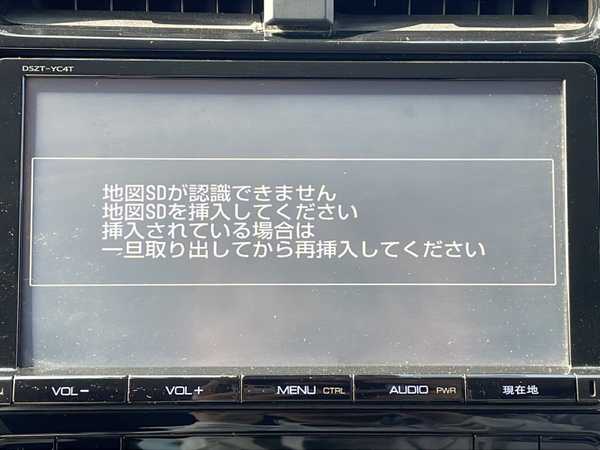 DSZT-YC4T
地図SDが認識できません
地図SDを挿入してください
挿入されている場合は
一旦取り出してから再挿入してください
VOL− VOL+ MENU CTRL AUDIO PWR 現在地